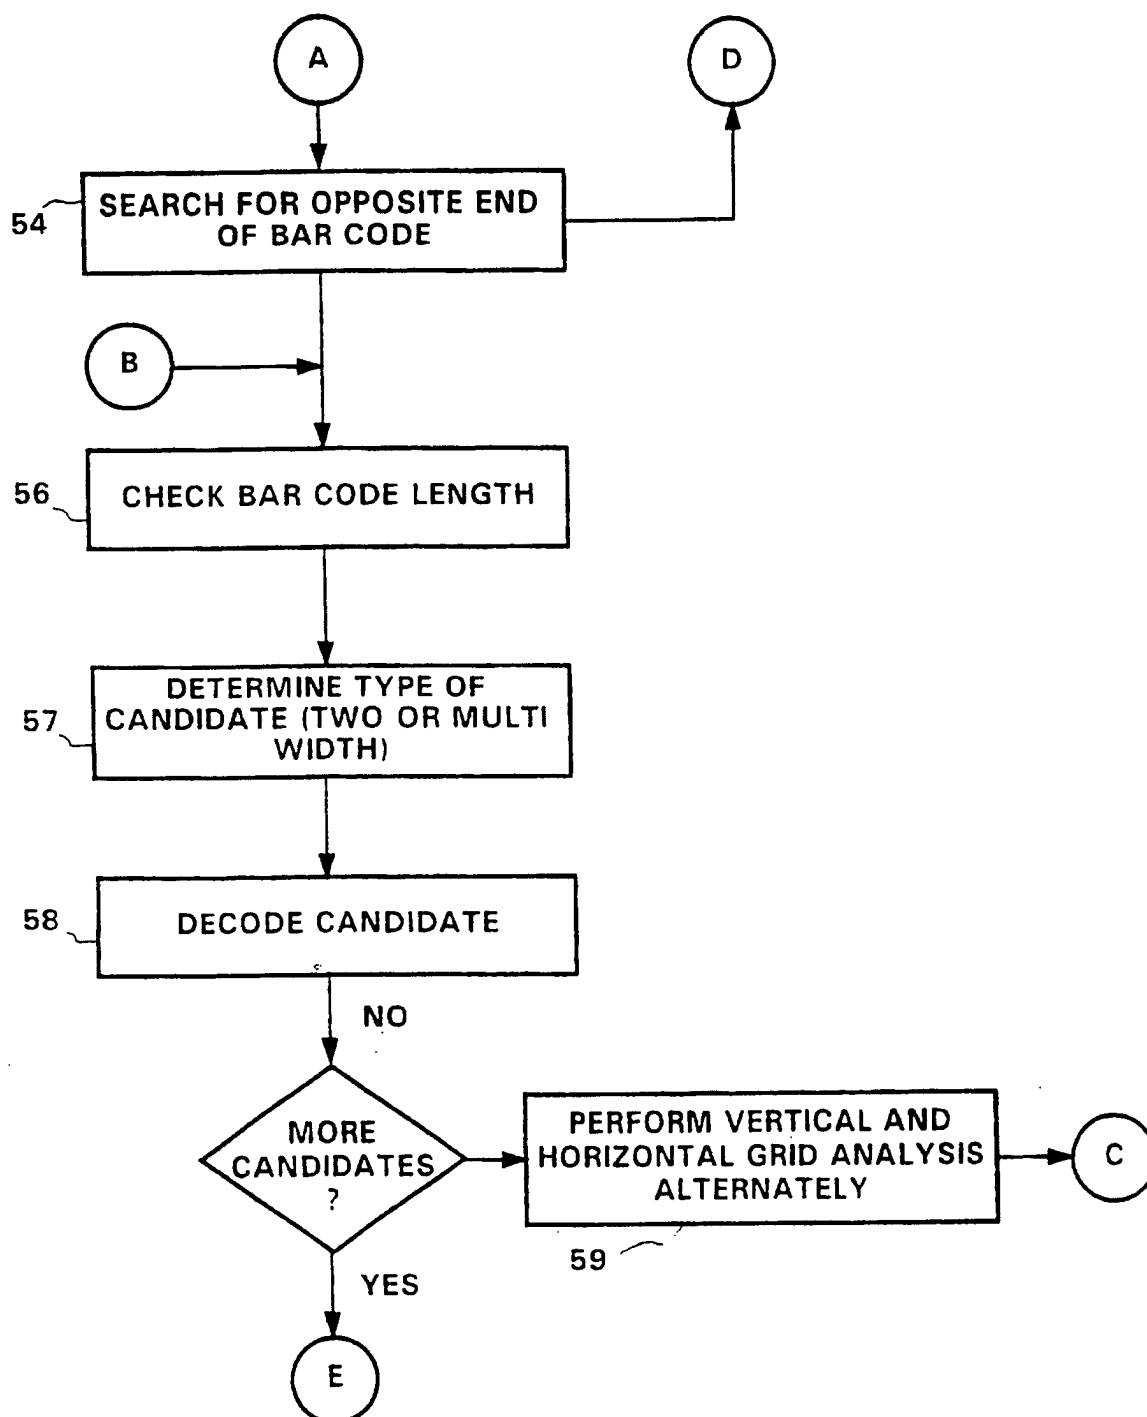 A
D
SEARCH FOR OPPOSITE END
OF BAR CODE
54
B
56
CHECK BAR CODE LENGTH
DETERMINE TYPE OF
CANDIDATE (TWO OR MULTI
WIDTH)
57
58
DECODE CANDIDATE
NO
MORE
CANDIDATES
?
PERFORM VERTICAL AND
HORIZONTAL GRID ANALYSIS
ALTERNATELY
C
59
YES
E